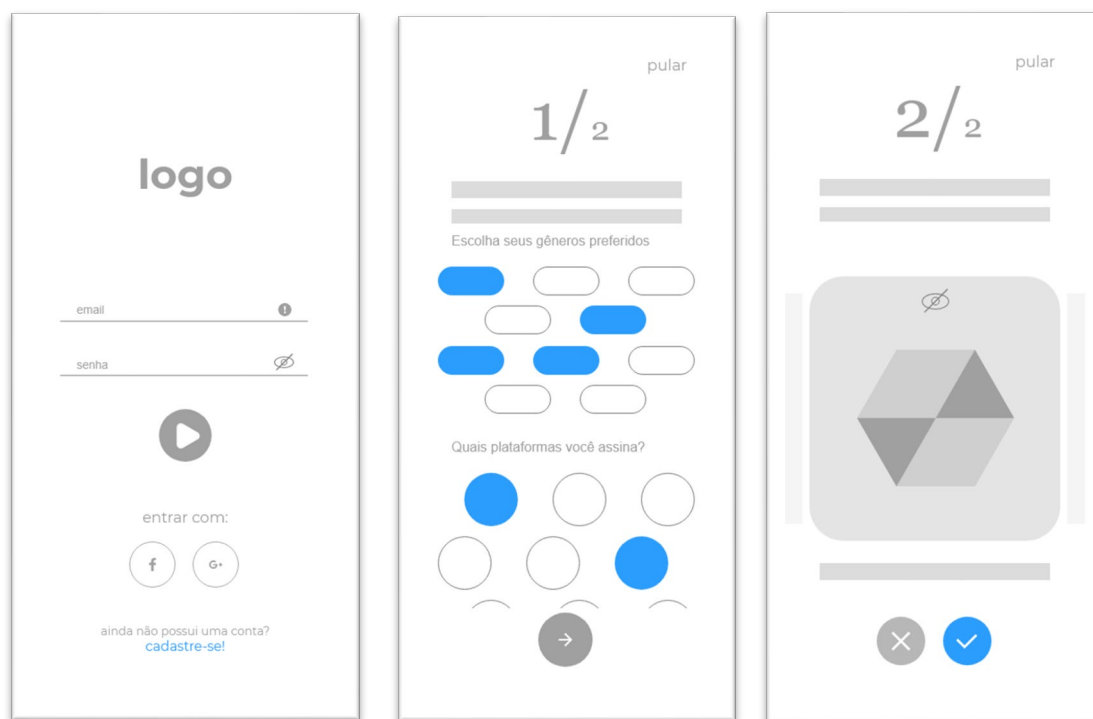 logo
email
senha
entrar com:
f
G+
ainda não possui uma conta?
cadastre-se!
pular
1/2
Escolha seus gêneros preferidos
Quais plataformas você assina?
pular
2/2